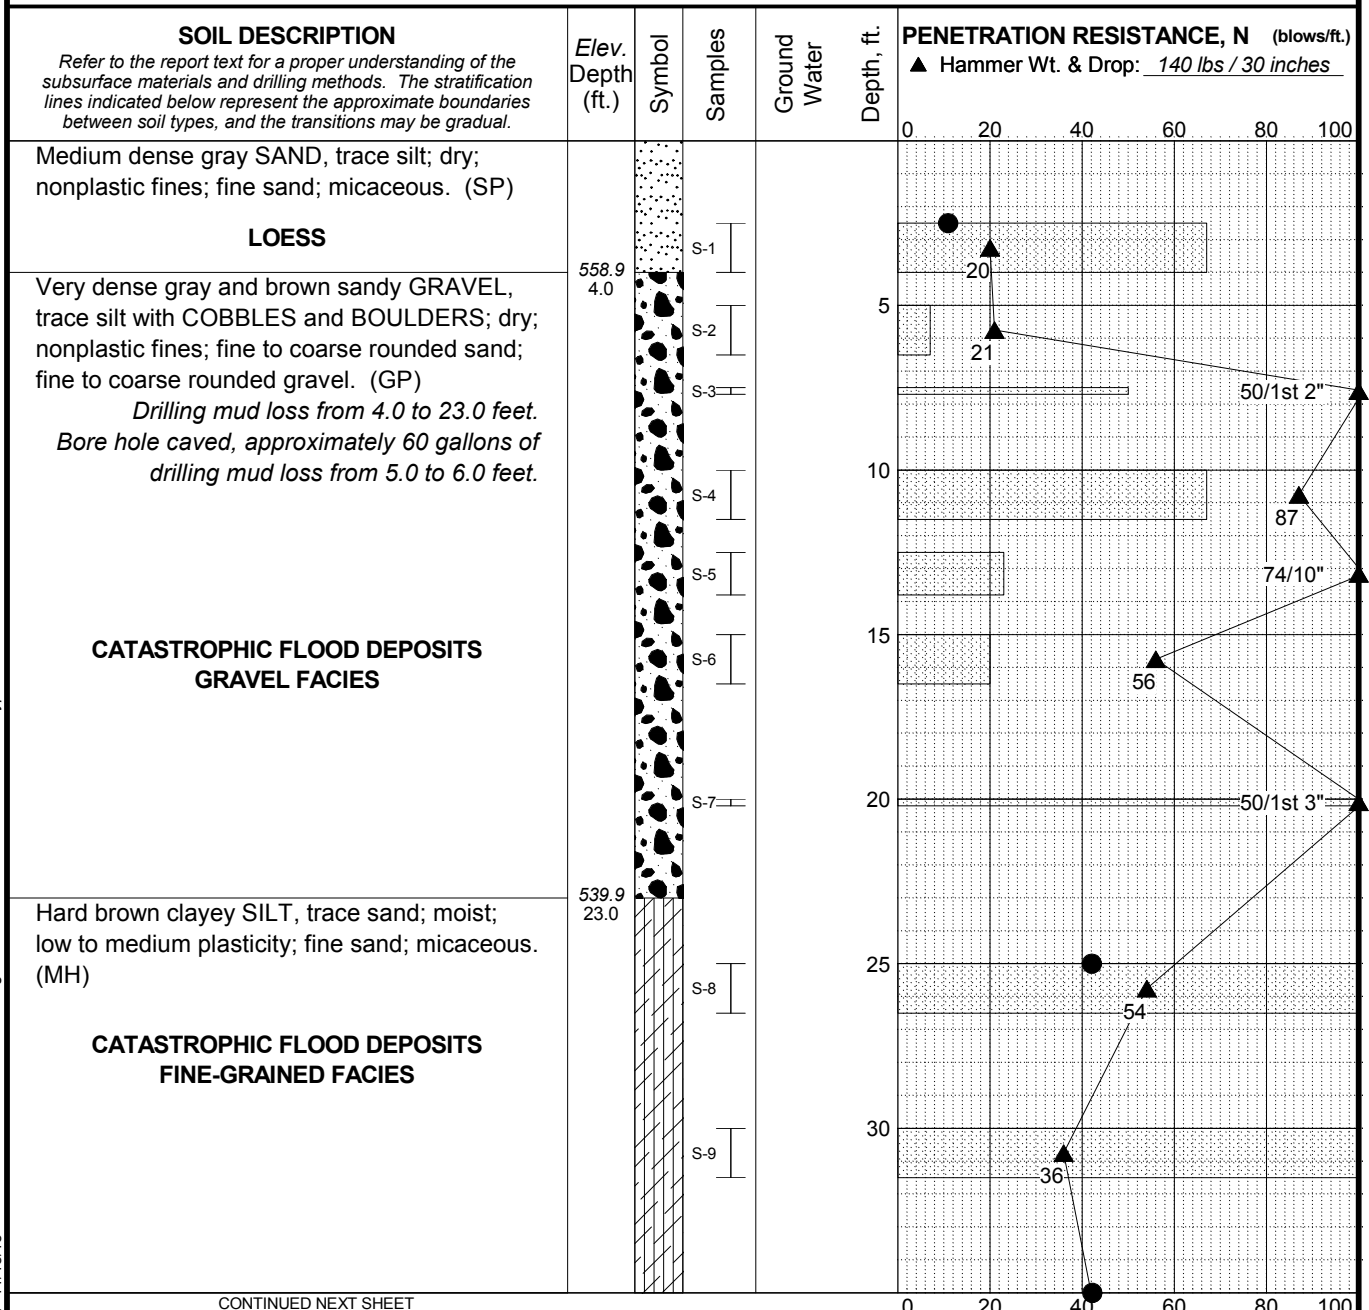 SOIL DESCRIPTION
Refer to the report text for a proper understanding of the
subsurface materials and drilling methods. The stratification
lines indicated below represent the approximate boundaries
between soil types, and the transitions may be gradual.
Elev.
Depth
(ft.)
Symbol
Samples
Ground
Water
Depth, ft.
PENETRATION RESISTANCE, N (blows/ft.)
▲ Hammer Wt. & Drop: 140 lbs / 30 inches
0 20 40 60 80 100
Medium dense gray SAND, trace silt; dry;
nonplastic fines; fine sand; micaceous. (SP)
LOESS
S-1
20
558.9
4.0
Very dense gray and brown sandy GRAVEL,
trace silt with COBBLES and BOULDERS; dry;
nonplastic fines; fine to coarse rounded sand;
fine to coarse rounded gravel. (GP)
Drilling mud loss from 4.0 to 23.0 feet.
Bore hole caved, approximately 60 gallons of
drilling mud loss from 5.0 to 6.0 feet.
5
S-2
21
S-3
50/1st 2"
10
S-4
87
S-5
74/10"
CATASTROPHIC FLOOD DEPOSITS
GRAVEL FACIES
15
S-6
56
20
S-7
50/1st 3"
539.9
23.0
Hard brown clayey SILT, trace sand; moist;
low to medium plasticity; fine sand; micaceous.
(MH)
25
S-8
54
CATASTROPHIC FLOOD DEPOSITS
FINE-GRAINED FACIES
30
S-9
36
CONTINUED NEXT SHEET
0 20 40 60 80 100